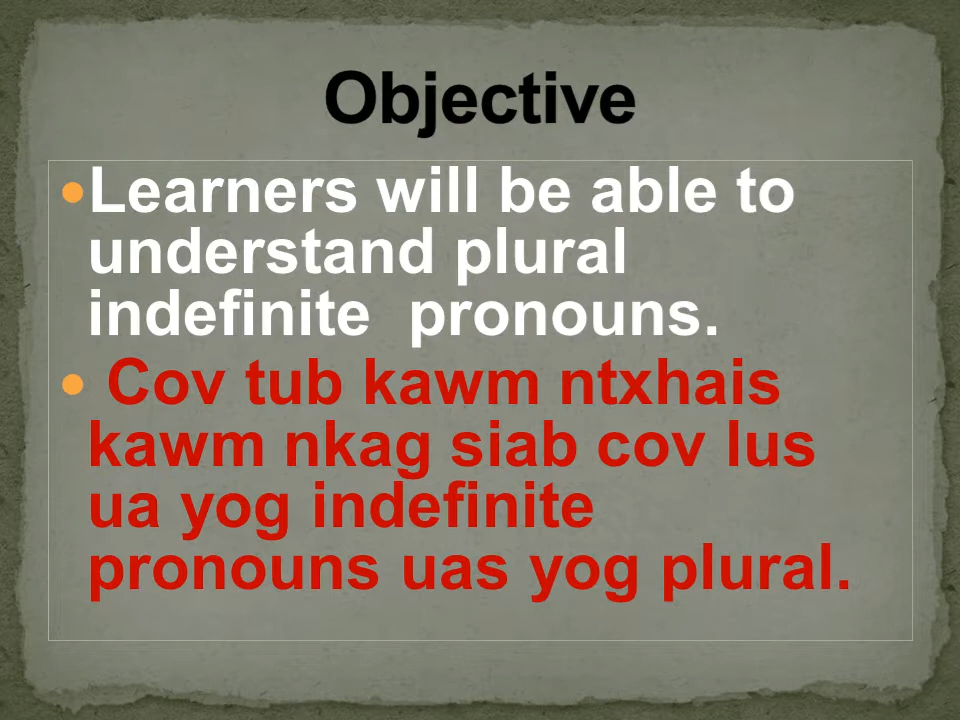 Objective
Learners will be able to
understand plural
indefinite  pronouns.
Cov tub kawm ntxhais
kawm nkag siab cov lus
ua yog indefinite
pronouns uas yog plural.